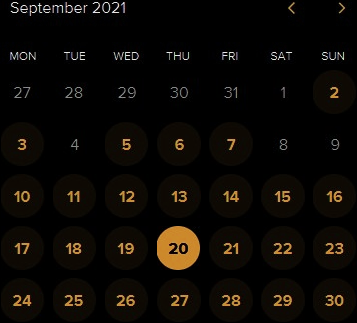 September 2021
MON TUE WED THU FRI SAT SUN
27 28 29 30 31 1 2
3 4 5 6 7 8 9
10 11 12 13 14 15 16
17 18 19 20 21 22 23
24 25 26 27 28 29 30